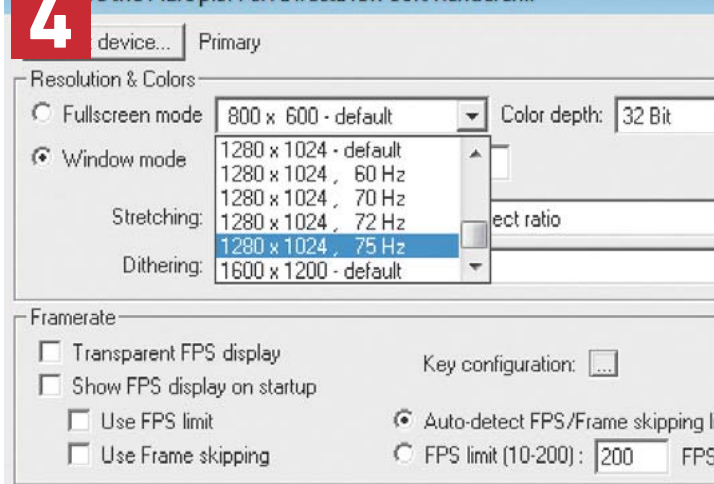 4
device... Primary
Resolution & Colors
Fullscreen mode 800 x 600 - default Color depth: 32 Bit
Window mode
1280 x 1024 - default
1280 x 1024 , 60 Hz
1280 x 1024 , 70 Hz
Stretching: 1280 x 1024 , 72 Hz ect ratio
1280 x 1024 , 75 Hz
Dithering: 1600 x 1200 - default
Framerate
Transparent FPS display Key configuration: ...
Show FPS display on startup
Use FPS limit Auto-detect FPS/Frame skipping l
Use Frame skipping FPS limit (10-200) : 200 FPS